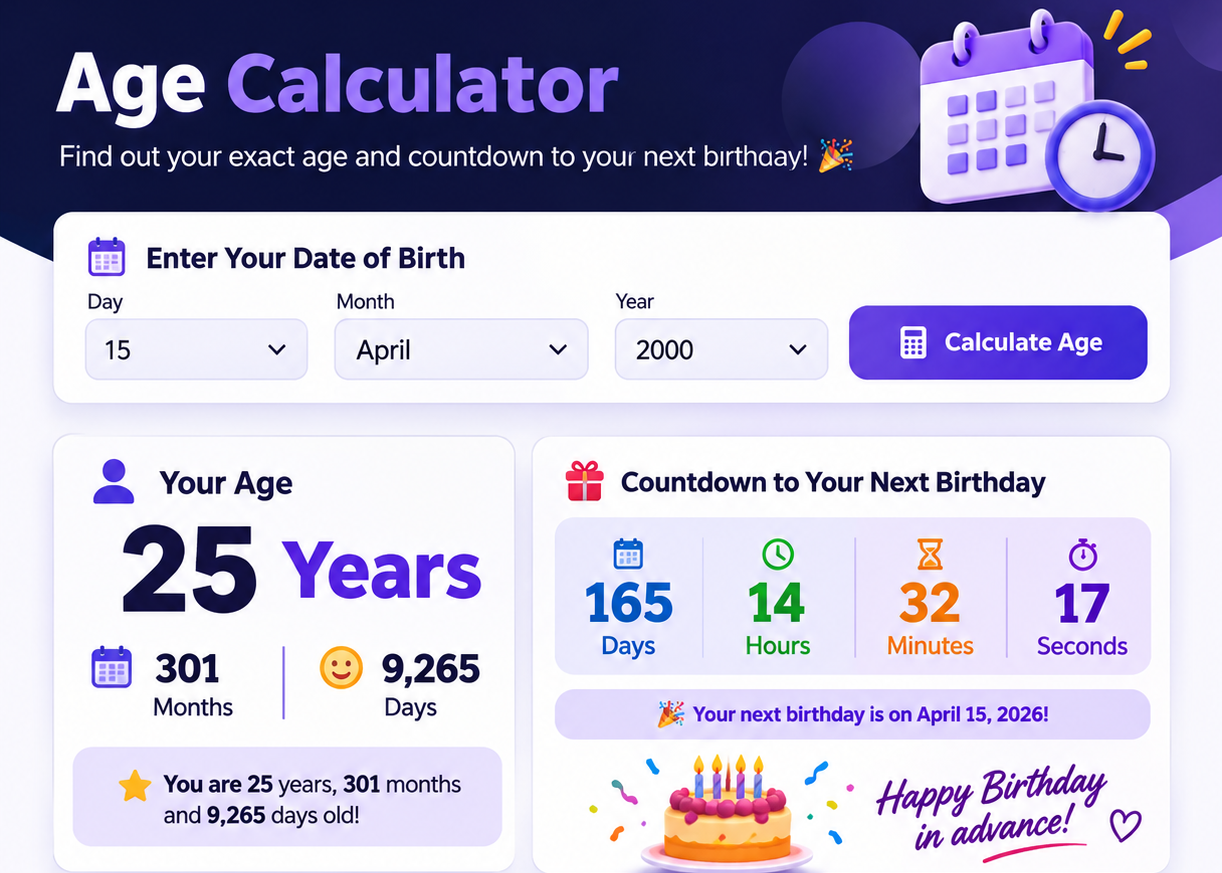 Age Calculator
Find out your exact age and countdown to your next birthday!
Enter Your Date of Birth
Day
Month
Year
15
April
2000
Calculate Age
Your Age
25 Years
301
Months
9,265
Days
You are 25 years, 301 months
and 9,265 days old!
Countdown to Your Next Birthday
165
Days
14
Hours
32
Minutes
17
Seconds
Your next birthday is on April 15, 2026!
Happy Birthday
in advance!